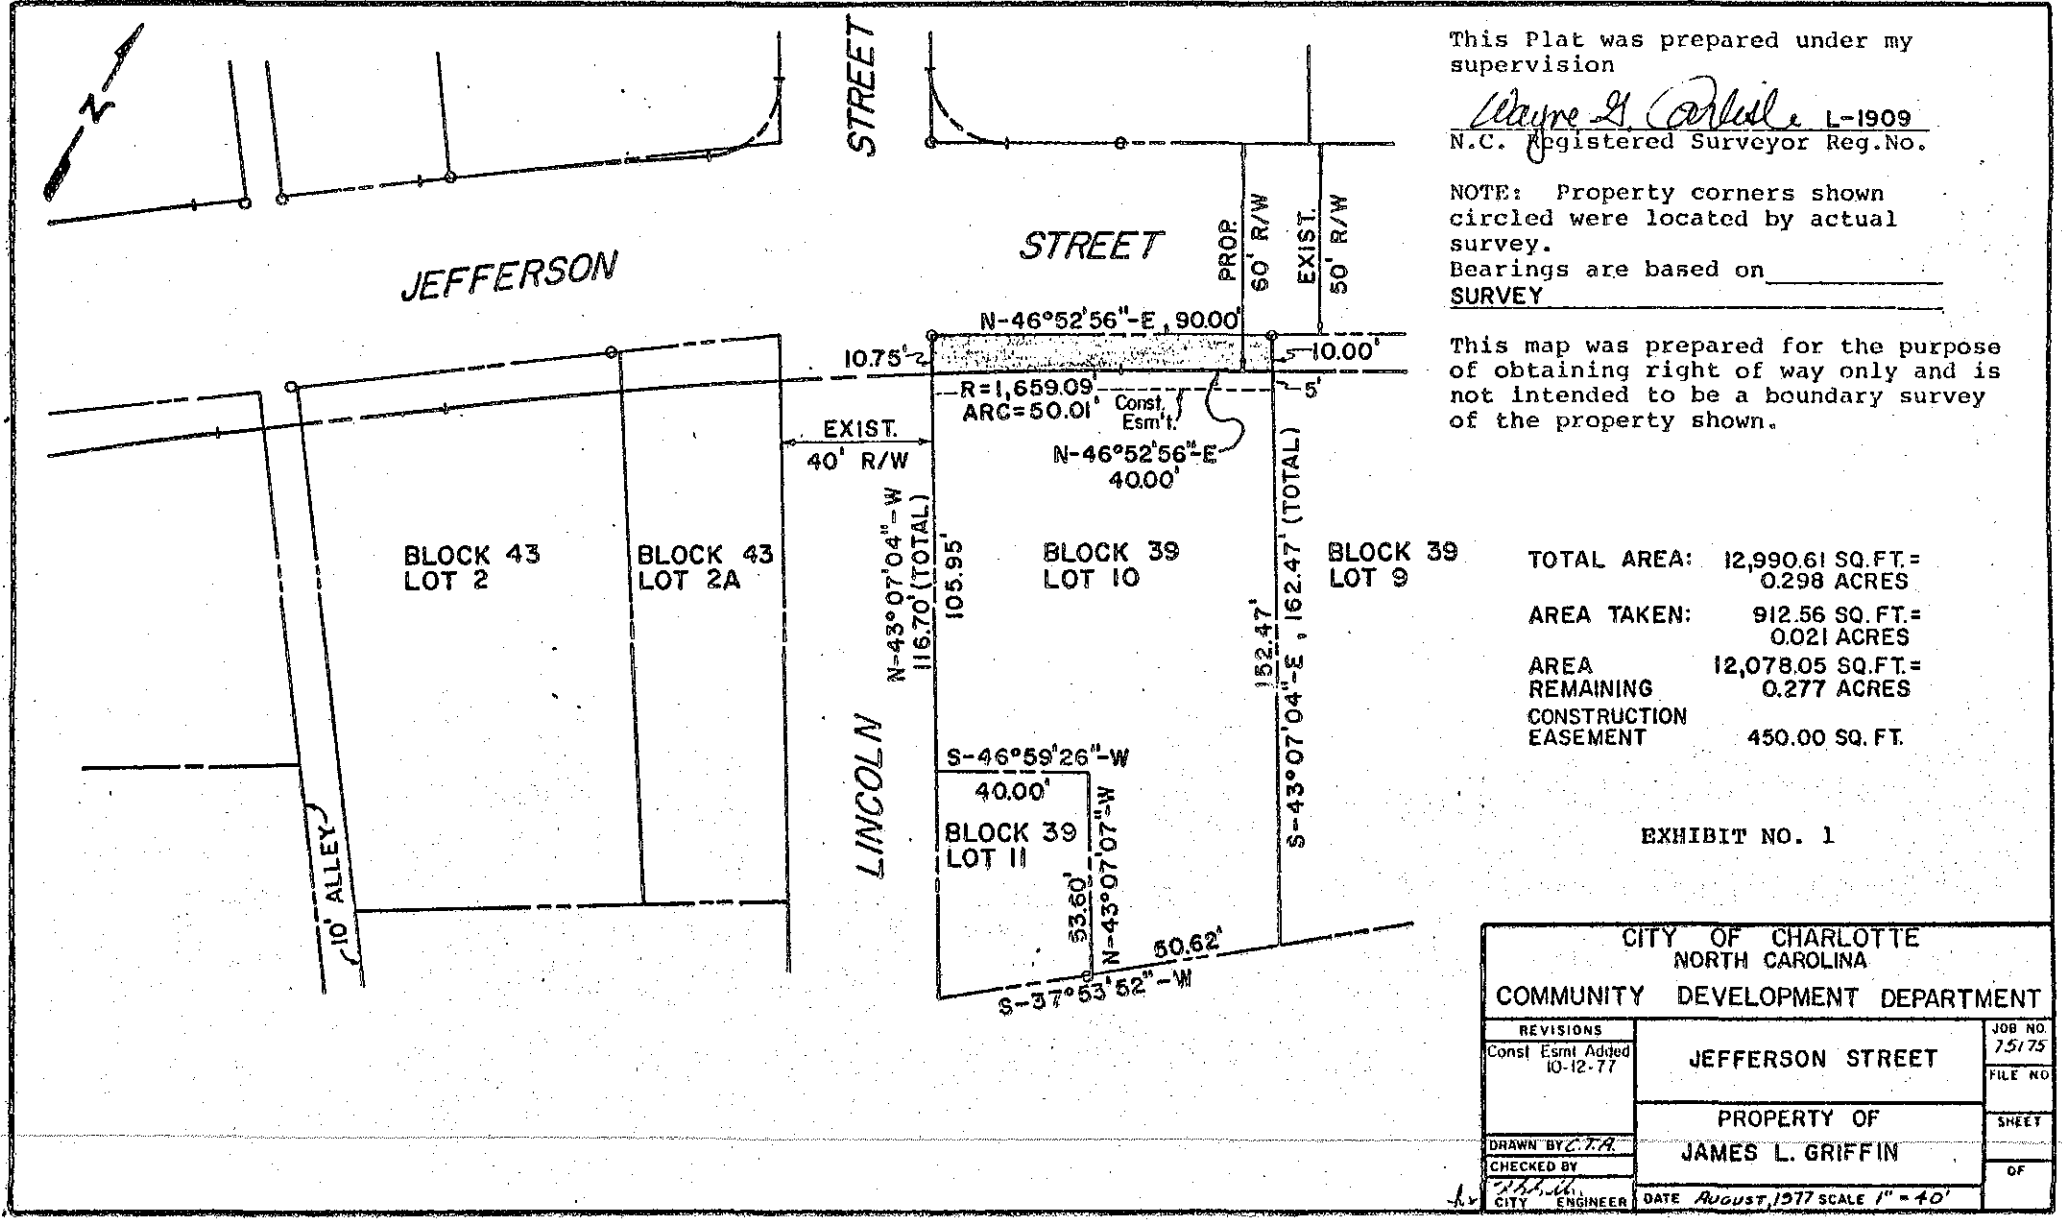 This Plat was prepared under my
supervision
Wayne G. Carlisle L-1909
N.C. Registered Surveyor Reg.No.
NOTE: Property corners shown
circled were located by actual
survey.
Bearings are based on
SURVEY
This map was prepared for the purpose
of obtaining right of way only and is
not intended to be a boundary survey
of the property shown.
N
STREET
JEFFERSON
STREET
PROP.
60' R/W
EXIST.
50' R/W
N-46°52'56"-E, 90.00'
10.75'
10.00'
R=1,659.09'
ARC=50.01'
Const.
Esm't.
5'
N-46°52'56"-E
40.00'
EXIST.
40' R/W
N-43°07'04"-W
116.70' (TOTAL)
105.95'
BLOCK 43
LOT 2
BLOCK 43
LOT 2A
BLOCK 39
LOT 10
152.47'
S-43°07'04"-E, 162.47' (TOTAL)
BLOCK 39
LOT 9
LINCOLN
S-46°59'26"-W
40.00'
BLOCK 39
LOT 11
53.60'
N-43°07'07"-W
50.62'
S-37°53'52"-W
10' ALLEY
TOTAL AREA: 12,990.61 SQ.FT.=
0.298 ACRES
AREA TAKEN: 912.56 SQ.FT.=
0.021 ACRES
AREA 12,078.05 SQ.FT.=
REMAINING 0.277 ACRES
CONSTRUCTION
EASEMENT 450.00 SQ. FT.
EXHIBIT NO. 1
CITY OF CHARLOTTE
NORTH CAROLINA
COMMUNITY DEVELOPMENT DEPARTMENT
REVISIONS
Const Esmt Added
10-12-77
JEFFERSON STREET
JOB NO.
75175
FILE NO
PROPERTY OF
JAMES L. GRIFFIN
SHEET
OF
DRAWN BY C.T.A.
CHECKED BY
CITY ENGINEER
DATE AUGUST, 1977 SCALE 1" = 40'